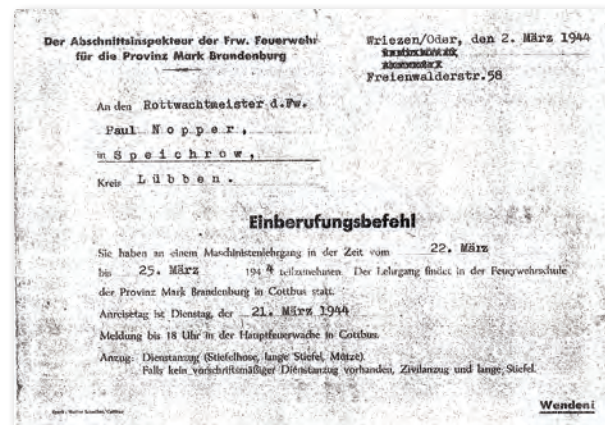 Der Abschnittsinspekteur der Frw. Feuerwehr
für die Provinz Mark Brandenburg
Wriezen/Oder, den 2. März 1944
Freienwalderstr.58
An den Rottwachtmeister d.Fw.
Paul Nopper,
in Speichrow,
Kreis Lübben.
Einberufungsbefehl
Sie haben an einem Maschinistenlehrgang in der Zeit vom 22. März
bis 25. März 1944 teilzunehmen. Der Lehrgang findet in der Feuerwehrschule
der Provinz Mark Brandenburg in Cottbus statt.
Anreisetag ist Dienstag, der 21. März 1944
Meldung bis 18 Uhr in der Hauptfeuerwache in Cottbus.
Anzug: Dienstanzug (Stiefelhose, lange Stiefel, Mütze).
Falls kein vorschriftsmäßiger Dienstanzug vorhanden, Zivilanzug und lange Stiefel.
Wenden!